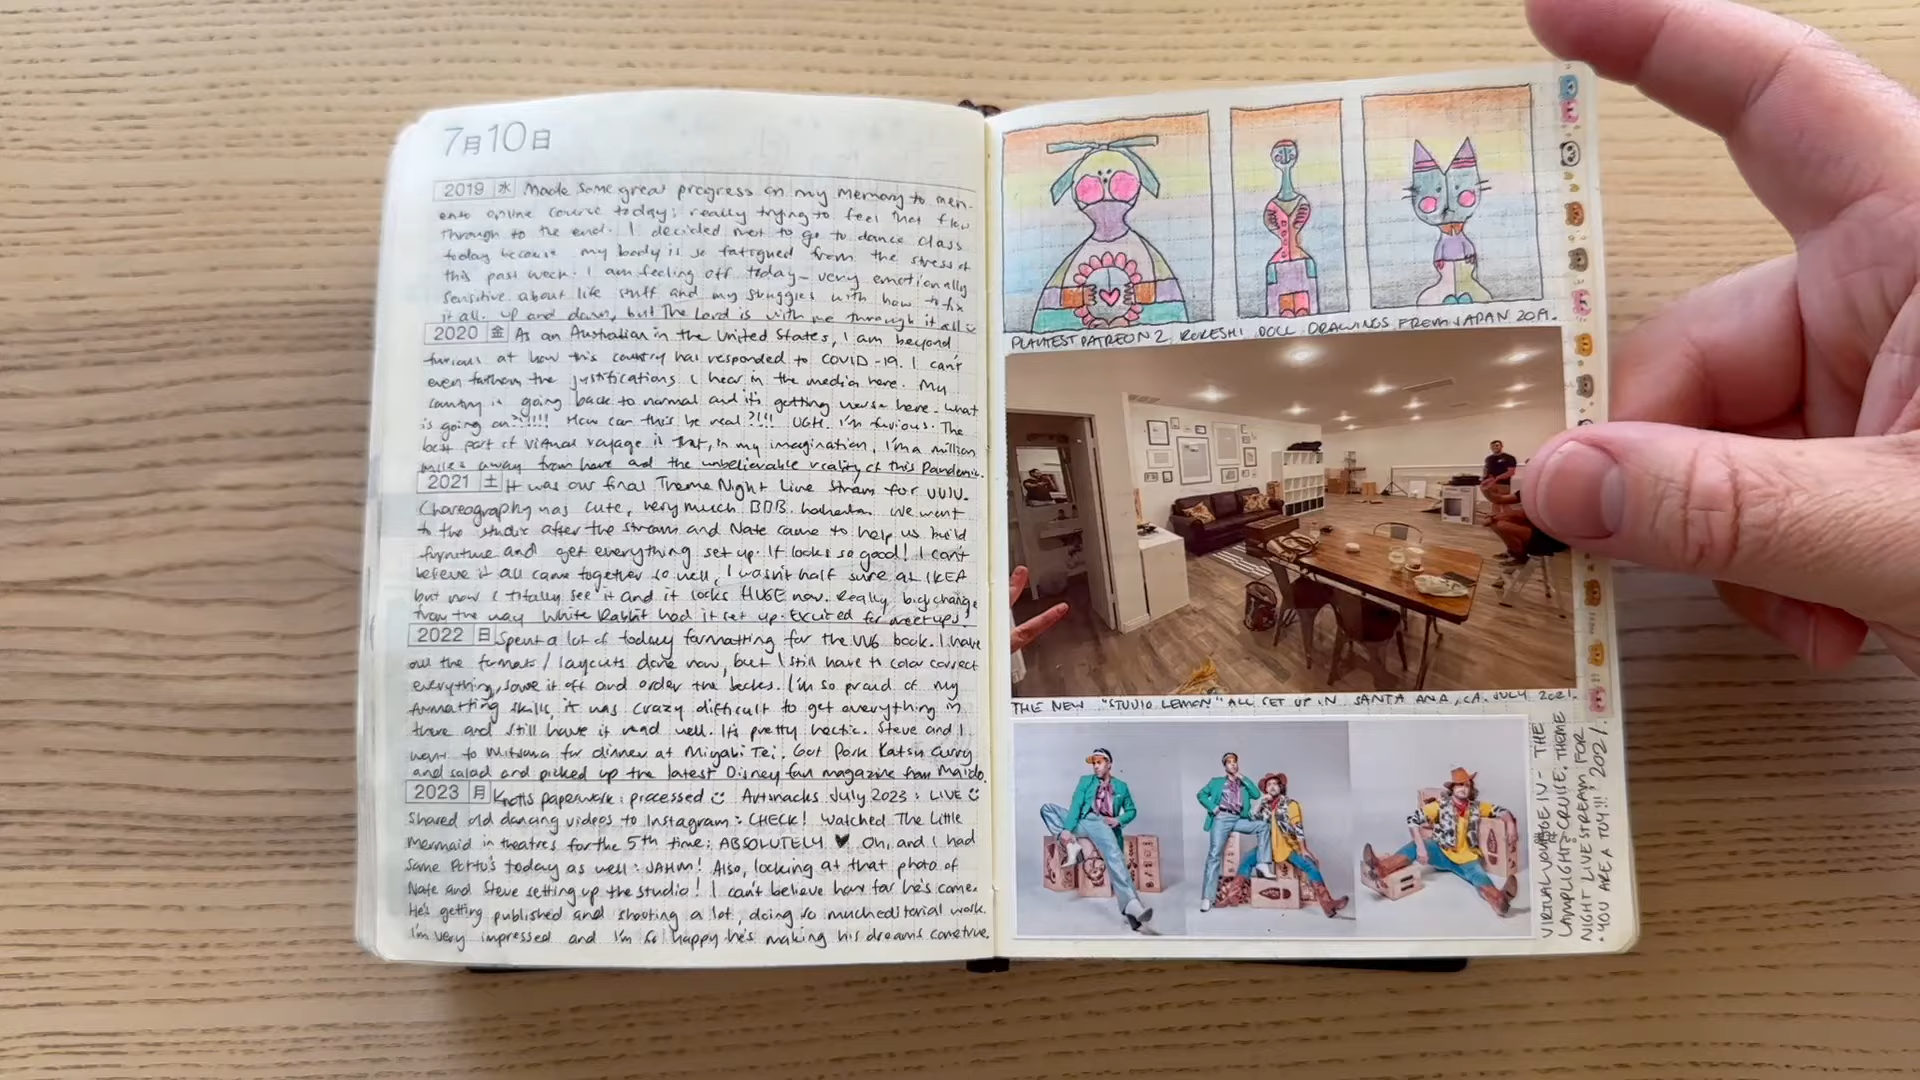 7月10日
2019 水 Made some great progress on my Memory to mem-
ento online course today; really trying to feel that flow
through to the end. I decided not to go to dance class
today because my body is so fatigued from the stress of
this past week. I am feeling off today - very emotionally
sensitive about life stuff and my struggles with how to fix
it all. up and down, but The Lord is with me through it all
2020 金 As an Australian in the United States, I am beyond
furious at how this country has responded to COVID-19. I can't
even fathom the justifications I hear in the media here. My
country is going back to normal and it's getting worse here. What
is going on?!!!!! How can this be real?!!! UGH. I'm furious. The
best part of virtual voyage is that, in my imagination, I'm a million
miles away from here and the unbelievable reality of this Pandemic.
2021 土 It was our final Theme Night Live Stream for
Choreography was cute, very much We went
to the studio after the stream and Nate came to help us build
furniture and get everything set up. It looks so good! I can't
believe it all came together so well, I wasn't half sure at IKEA
but now I totally see it and it looks HUGE now. Really big change
from the way White Rabbit had it set up. Excited for meetups!
2022 日 Spent a lot of today formatting for the VV6 book. I have
all the formats/layouts done now, but I still have to color correct
everything, save it off and order the books. I'm so proud of my
formatting skills, it was crazy difficult to get everything in
there and still have it read well. It's pretty hectic. Steve and I
went to Mitsuwa for dinner at Miyabi Tei. Got Pork Katsu Curry
and salad and picked up the latest Disney fan magazine from Maido.
2023 月 Knotts paperwork: processed Artsnacks July 2023: LIVE
Shared old dancing videos to Instagram: CHECK! Watched The Little
Mermaid in theatres for the 5th time: ABSOLUTELY ♥ Oh, and I had
some Porto's today as well: JAHM! Also, looking at that photo of
Nate and Steve setting up the studio! I can't believe how far he's come.
He's getting published and shooting a lot, doing so much editorial work.
I'm very impressed and I'm so happy he's making his dreams come true.
PLAYTEST PATREON 2, KOKESHI DOLL DRAWINGS FROM JAPAN 2019.
THE NEW "STUDIO LEMON" ALL SET UP IN SANTA ANA, CA. JULY 2021.
VIRTUAL VOYAGE IV - THE
LAMPLIGHT CRUISE, THEME
NIGHT LIVE STREAM FOR
"YOU ARE A TOY!!!" 2021.